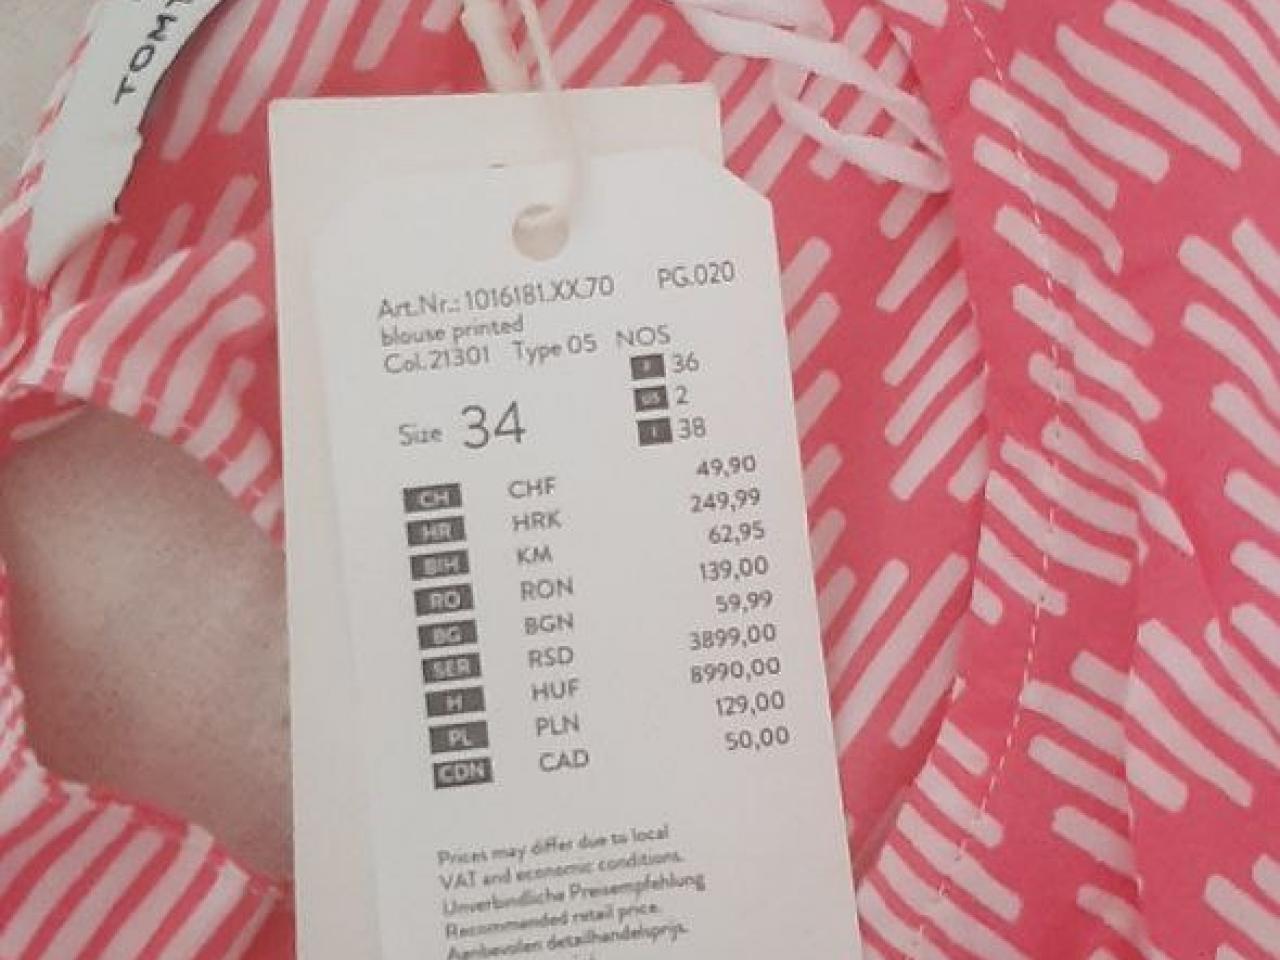 TOM
Art.Nr.: 1016181.XX.70 PG.020
blouse printed
Col.21301 Type 05 NOS
F 36
US 2
I 38
Size 34
CH CHF 49,90
HR HRK 249,99
BIH KM 62,95
RO RON 139,00
BG BGN 59,99
SER RSD 3899,00
H HUF 8990,00
PL PLN 129,00
CDN CAD 50,00
Prices may differ due to local
VAT and economic conditions.
Unverbindliche Preisempfehlung
Recommended retail price.
Aanbevolen detailhandelsprijs.